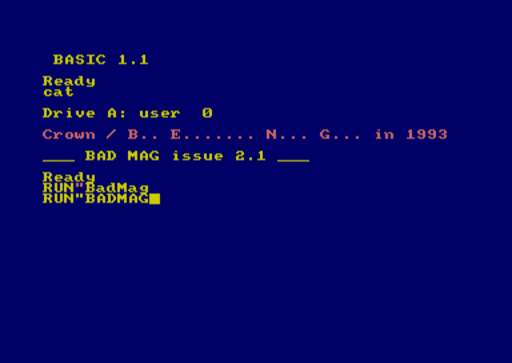 BASIC 1.1
Ready
cat
Drive A: user 0
Crown / B.. E....... N... G... in 1993
___ BAD MAG issue 2.1 ___
Ready
RUN"BadMag
RUN"BADMAG